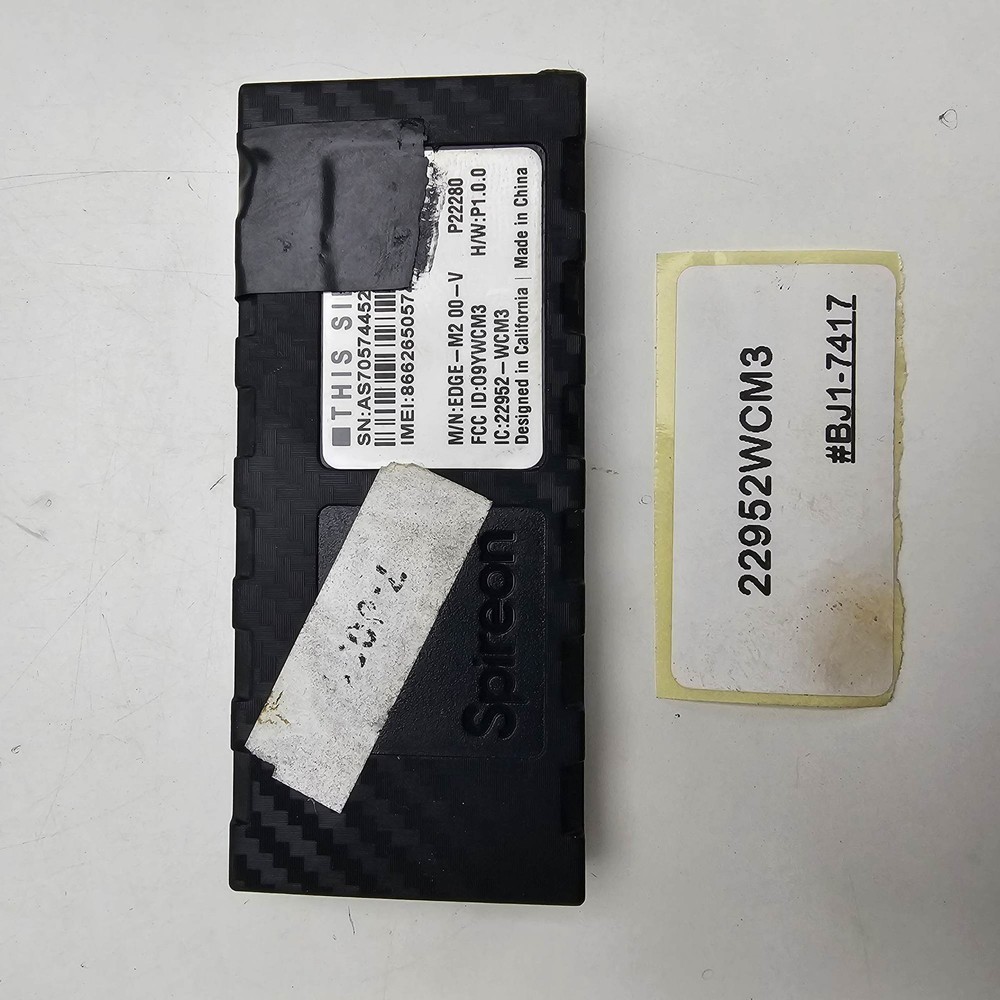 THIS SI
SN:AS70574452
IMEI:866265057
M/N:EDGE–M2 00–V P22280
FCC ID:O9YWCM3 H/W:P1.0.0
IC:22952–WCM3
Designed in California | Made in China
Spireon
22952WCM3
#BJ1-7417